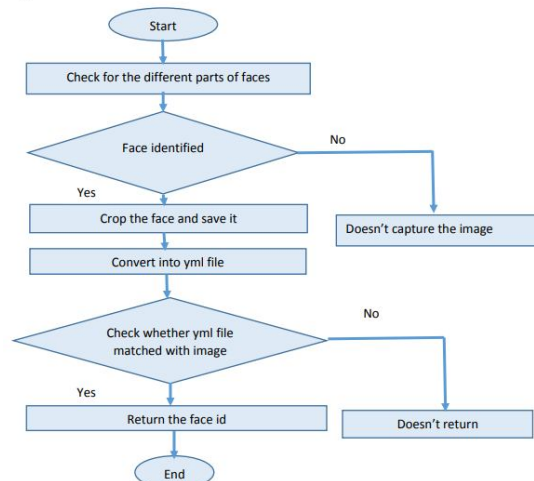 Start
Check for the different parts of faces
Face identified
No
Yes
Crop the face and save it
Doesn't capture the image
Convert into yml file
No
Check whether yml file
matched with image
Yes
Return the face id
Doesn't return
End